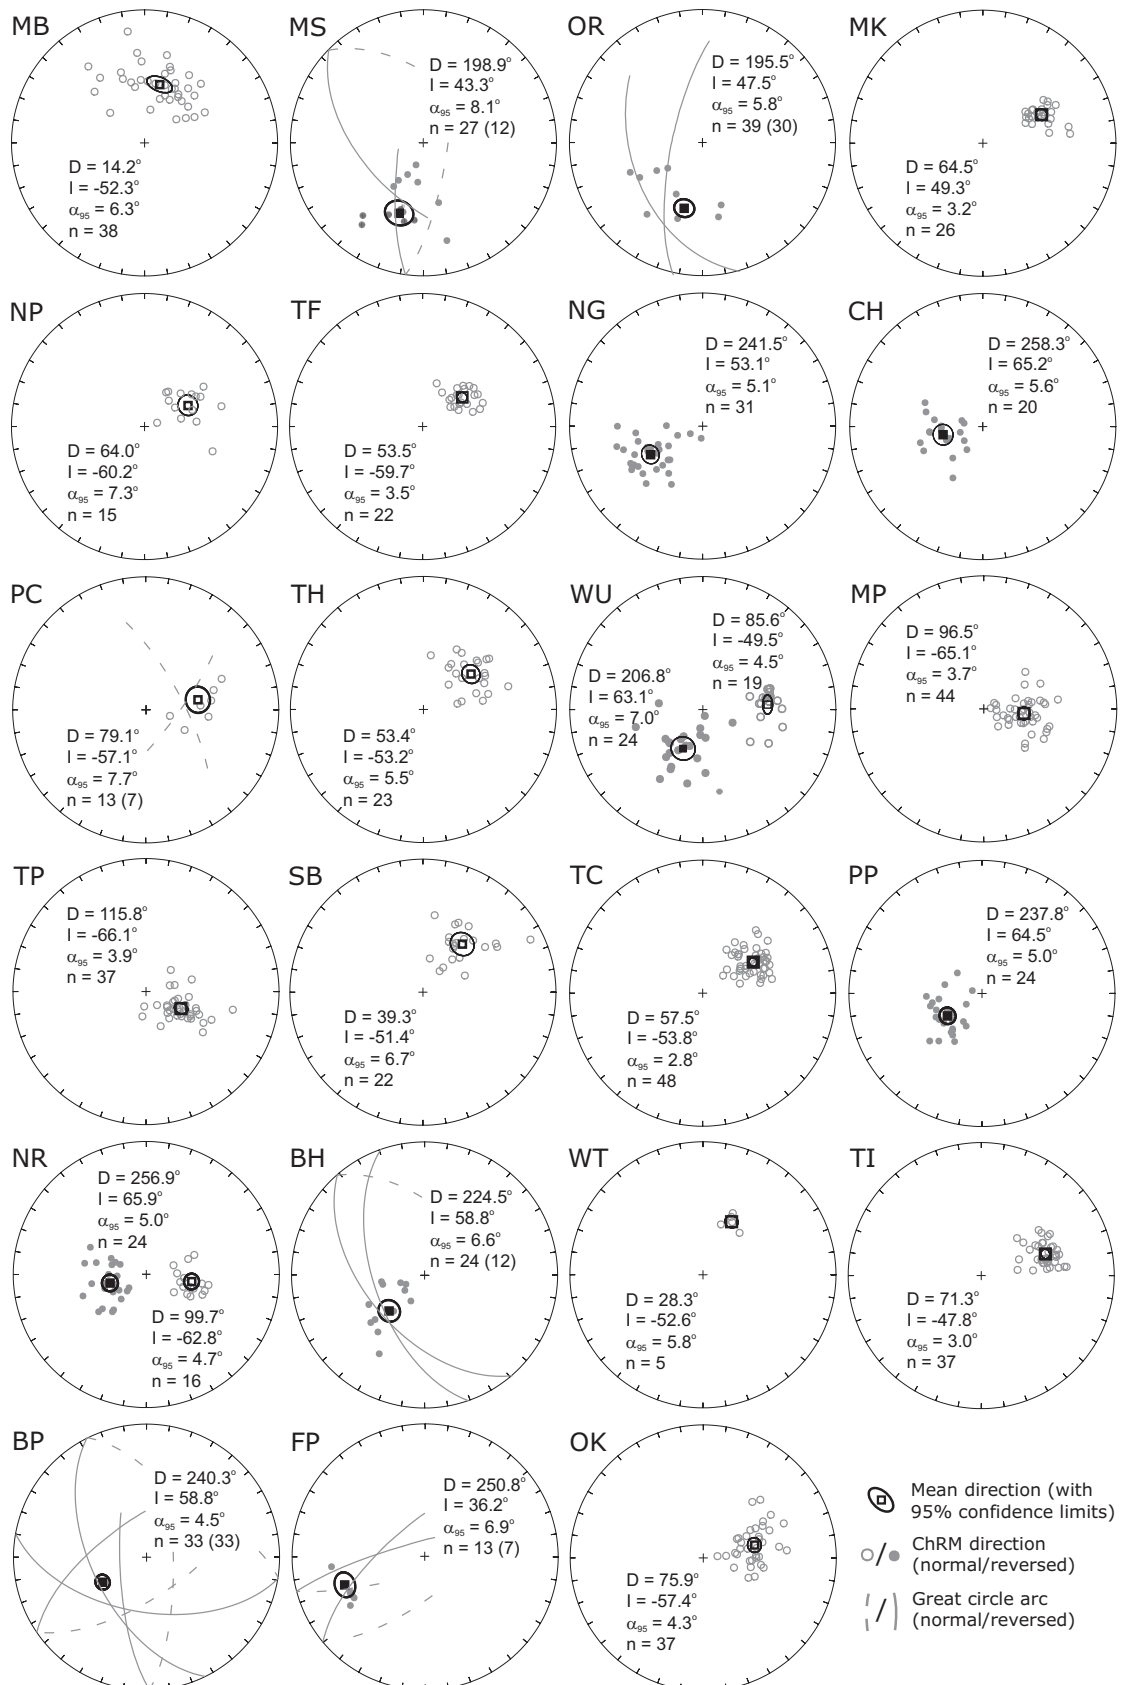 MB
D = 14.2°
I = -52.3°
α95 = 6.3°
n = 38
MS
D = 198.9°
I = 43.3°
α95 = 8.1°
n = 27 (12)
OR
D = 195.5°
I = 47.5°
α95 = 5.8°
n = 39 (30)
MK
D = 64.5°
I = 49.3°
α95 = 3.2°
n = 26
NP
D = 64.0°
I = -60.2°
α95 = 7.3°
n = 15
TF
D = 53.5°
I = -59.7°
α95 = 3.5°
n = 22
NG
D = 241.5°
I = 53.1°
α95 = 5.1°
n = 31
CH
D = 258.3°
I = 65.2°
α95 = 5.6°
n = 20
PC
D = 79.1°
I = -57.1°
α95 = 7.7°
n = 13 (7)
TH
D = 53.4°
I = -53.2°
α95 = 5.5°
n = 23
WU
D = 85.6°
I = -49.5°
α95 = 4.5°
n = 19
D = 206.8°
I = 63.1°
α95 = 7.0°
n = 24
MP
D = 96.5°
I = -65.1°
α95 = 3.7°
n = 44
TP
D = 115.8°
I = -66.1°
α95 = 3.9°
n = 37
SB
D = 39.3°
I = -51.4°
α95 = 6.7°
n = 22
TC
D = 57.5°
I = -53.8°
α95 = 2.8°
n = 48
PP
D = 237.8°
I = 64.5°
α95 = 5.0°
n = 24
NR
D = 256.9°
I = 65.9°
α95 = 5.0°
n = 24
D = 99.7°
I = -62.8°
α95 = 4.7°
n = 16
BH
D = 224.5°
I = 58.8°
α95 = 6.6°
n = 24 (12)
WT
D = 28.3°
I = -52.6°
α95 = 5.8°
n = 5
TI
D = 71.3°
I = -47.8°
α95 = 3.0°
n = 37
BP
D = 240.3°
I = 58.8°
α95 = 4.5°
n = 33 (33)
FP
D = 250.8°
I = 36.2°
α95 = 6.9°
n = 13 (7)
OK
D = 75.9°
I = -57.4°
α95 = 4.3°
n = 37
Mean direction (with
95% confidence limits)
ChRM direction
(normal/reversed)
Great circle arc
(normal/reversed)